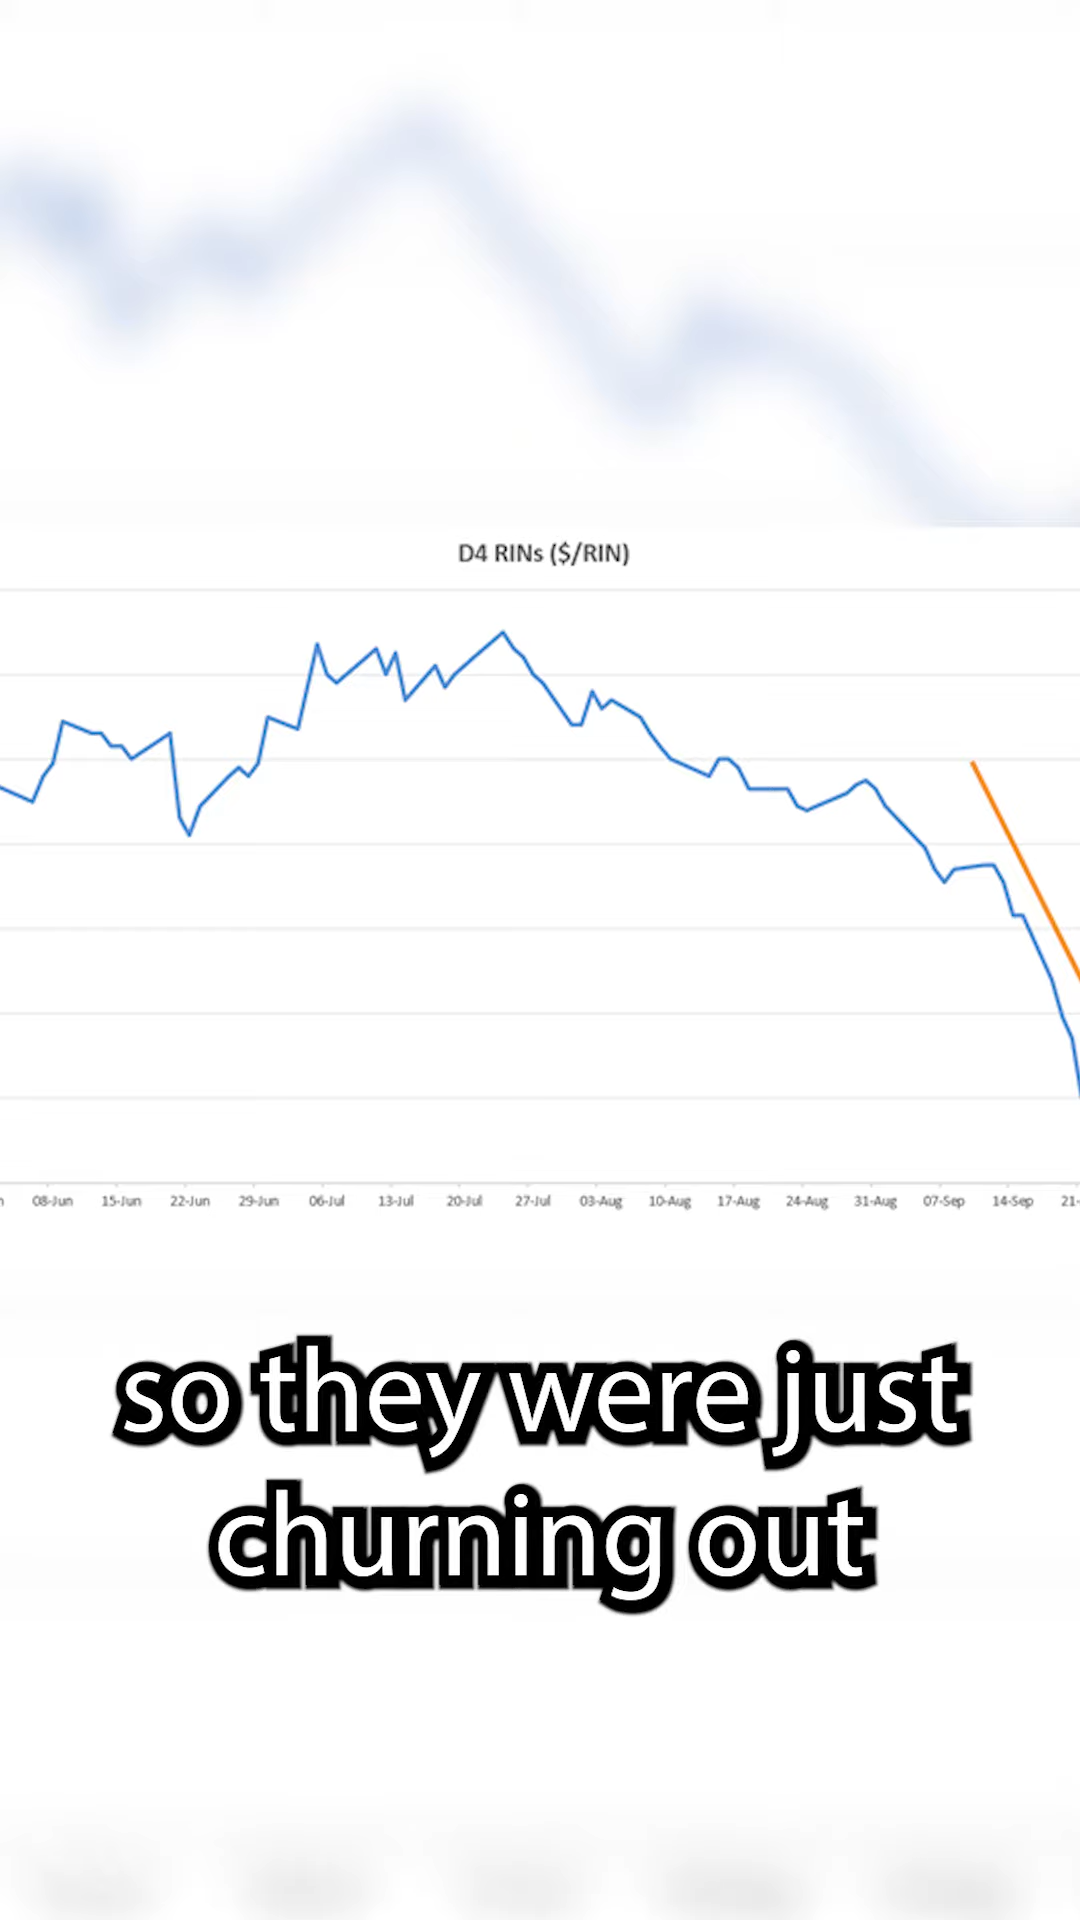 D4 RINs ($/RIN)
08-Jun 15-Jun 22-Jun 29-Jun 06-Jul 13-Jul 20-Jul 27-Jul 03-Aug 10-Aug 17-Aug 24-Aug 31-Aug 07-Sep 14-Sep 21-
so they were just
churning out